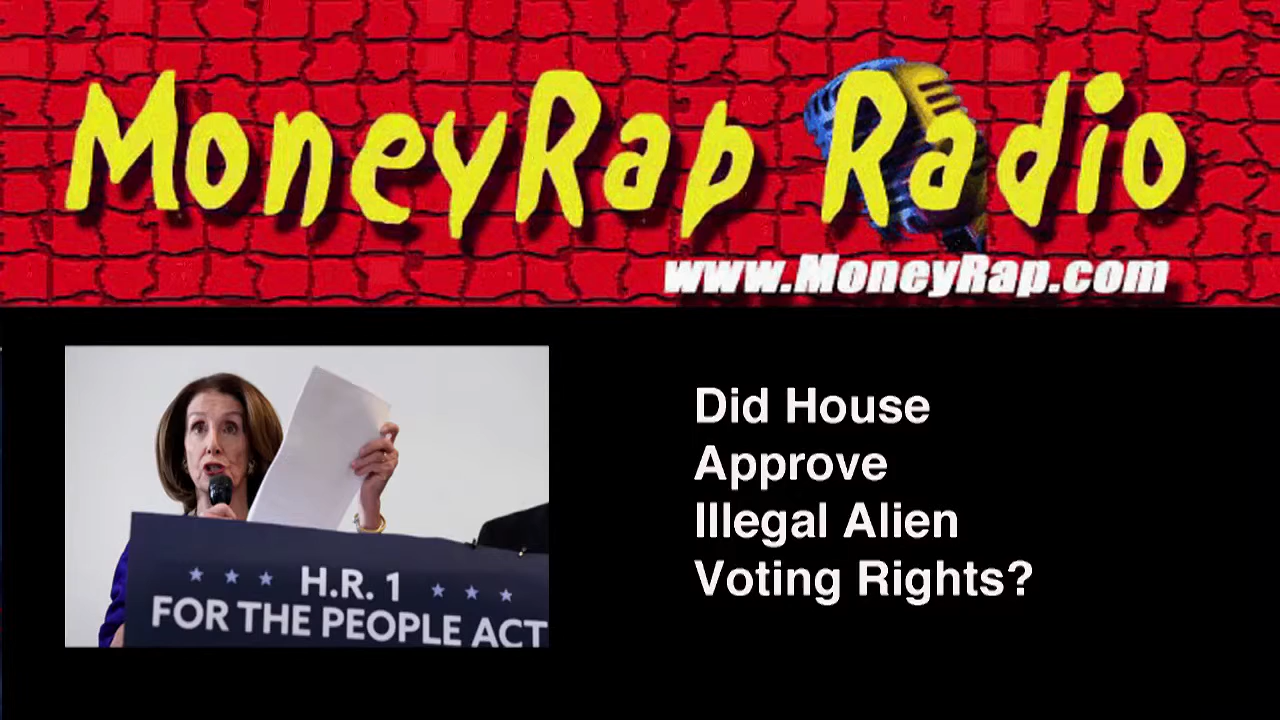 MoneyRap Radio
www.MoneyRap.com
Did House
Approve
Illegal Alien
Voting Rights?
H.R. 1
FOR THE PEOPLE ACT